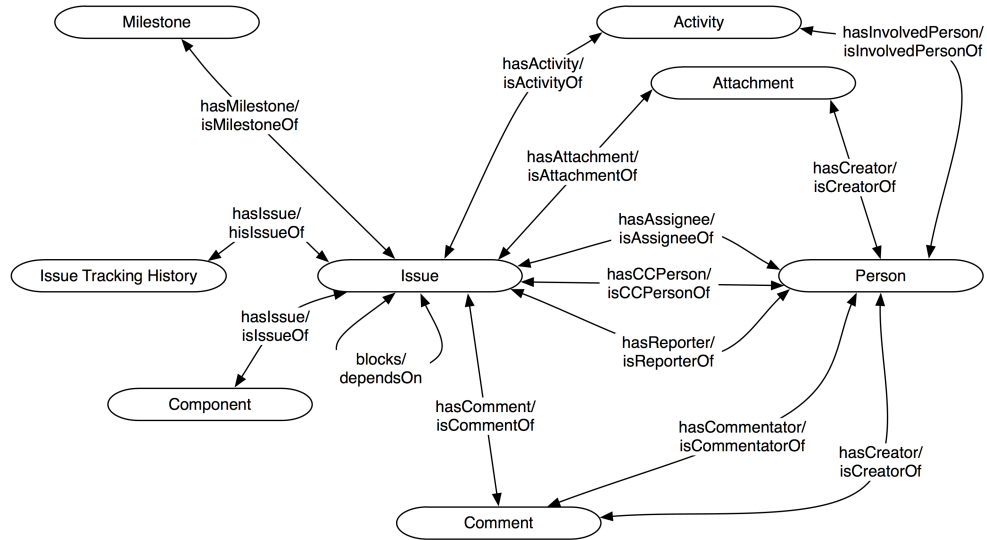 Milestone
Activity
hasInvolvedPerson/
isInvolvedPersonOf
hasActivity/
isActivityOf
Attachment
hasMilestone/
isMilestoneOf
hasAttachment/
isAttachmentOf
hasCreator/
isCreatorOf
hasIssue/
hisIssueOf
hasAssignee/
isAssigneeOf
Issue Tracking History
Issue
hasCCPerson/
isCCPersonOf
Person
hasIssue/
isIssueOf
blocks/
dependsOn
hasReporter/
isReporterOf
Component
hasComment/
isCommentOf
hasCommentator/
isCommentatorOf
hasCreator/
isCreatorOf
Comment